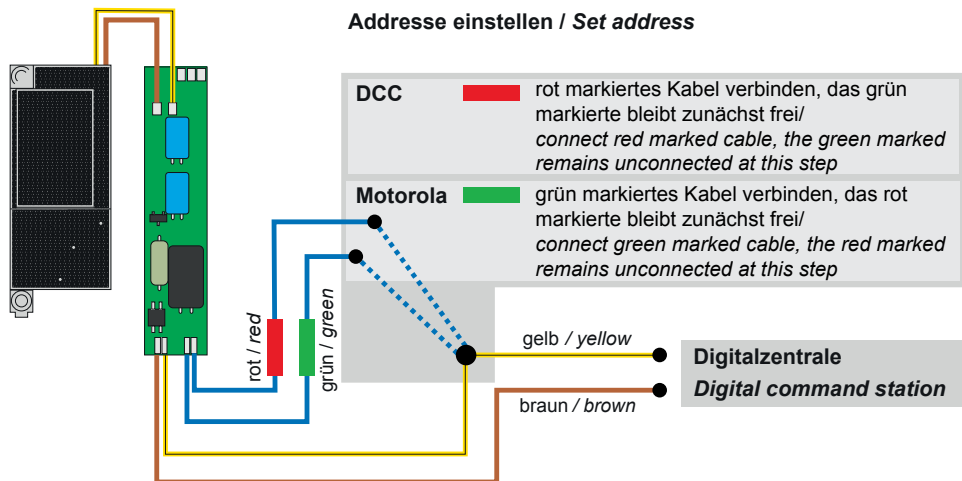 Addresse einstellen / Set address
DCC
rot markiertes Kabel verbinden, das grün
markierte bleibt zunächst frei/
connect red marked cable, the green marked
remains unconnected at this step
Motorola
grün markiertes Kabel verbinden, das rot
markierte bleibt zunächst frei/
connect green marked cable, the red marked
remains unconnected at this step
rot / red
grün / green
gelb / yellow
braun / brown
Digitalzentrale
Digital command station